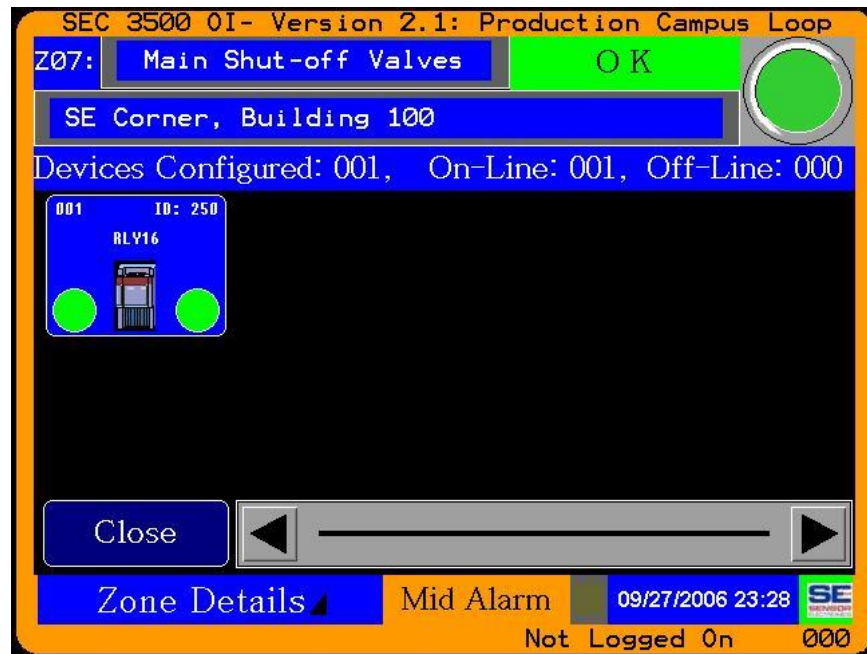 SEC 3500 OI- Version 2.1: Production Campus Loop
Z07: Main Shut-off Valves OK
SE Corner, Building 100
Devices Configured: 001, On-Line: 001, Off-Line: 000
001 ID: 250
RLY16
Close
Zone Details Mid Alarm 09/27/2006 23:28 SE
SENSOR
Not Logged On 000